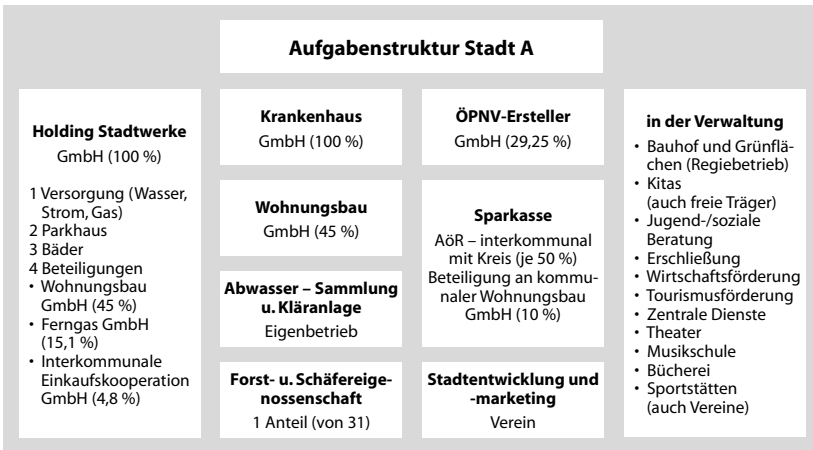 Aufgabenstruktur Stadt A
Holding Stadtwerke
GmbH (100 %)
1 Versorgung (Wasser,
Strom, Gas)
2 Parkhaus
3 Bäder
4 Beteiligungen
• Wohnungsbau
GmbH (45 %)
• Ferngas GmbH
(15,1 %)
• Interkommunale
Einkaufskooperation
GmbH (4,8 %)
Krankenhaus
GmbH (100 %)
Wohnungsbau
GmbH (45 %)
Abwasser – Sammlung
u. Kläranlage
Eigenbetrieb
Forst- u. Schäfereige-
nossenschaft
1 Anteil (von 31)
ÖPNV-Ersteller
GmbH (29,25 %)
Sparkasse
AöR – interkommunal
mit Kreis (je 50 %)
Beteiligung an kommu-
naler Wohnungsbau
GmbH (10 %)
Stadtentwicklung und
-marketing
Verein
in der Verwaltung
• Bauhof und Grünflä-
chen (Regiebetrieb)
• Kitas
(auch freie Träger)
• Jugend-/soziale
Beratung
• Erschließung
• Wirtschaftsförderung
• Tourismusförderung
• Zentrale Dienste
• Theater
• Musikschule
• Bücherei
• Sportstätten
(auch Vereine)